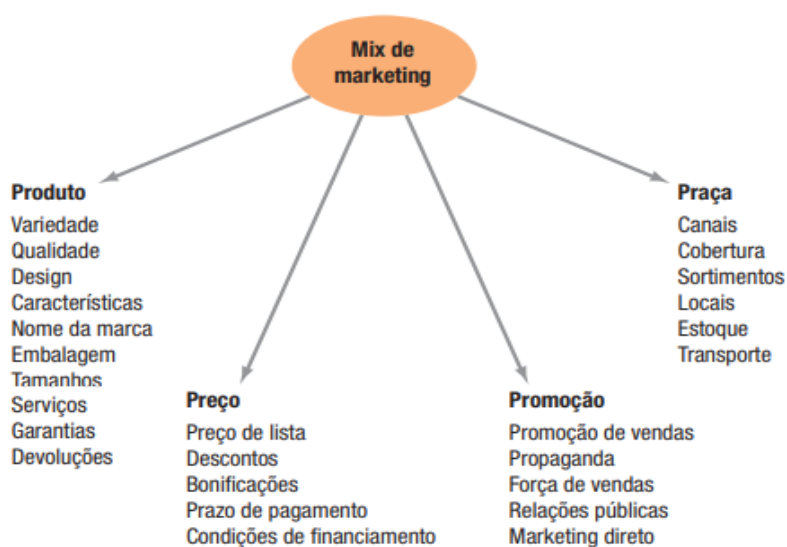 Mix de
marketing
Produto
Variedade
Qualidade
Design
Características
Nome da marca
Embalagem
Tamanhos
Serviços
Garantias
Devoluções
Preço
Preço de lista
Descontos
Bonificações
Prazo de pagamento
Condições de financiamento
Promoção
Promoção de vendas
Propaganda
Força de vendas
Relações públicas
Marketing direto
Praça
Canais
Cobertura
Sortimentos
Locais
Estoque
Transporte